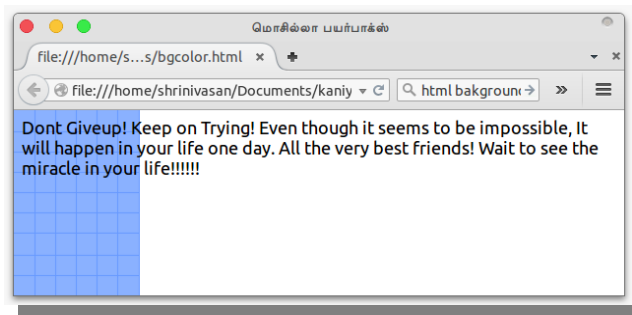 மொசில்லா பயர்பாக்ஸ்
file:///home/s...s/bgcolor.html
file:///home/shrinivasan/Documents/kaniy
html bakgroun
Dont Giveup! Keep on Trying! Even though it seems to be impossible, It
will happen in your life one day. All the very best friends! Wait to see the
miracle in your life!!!!!!